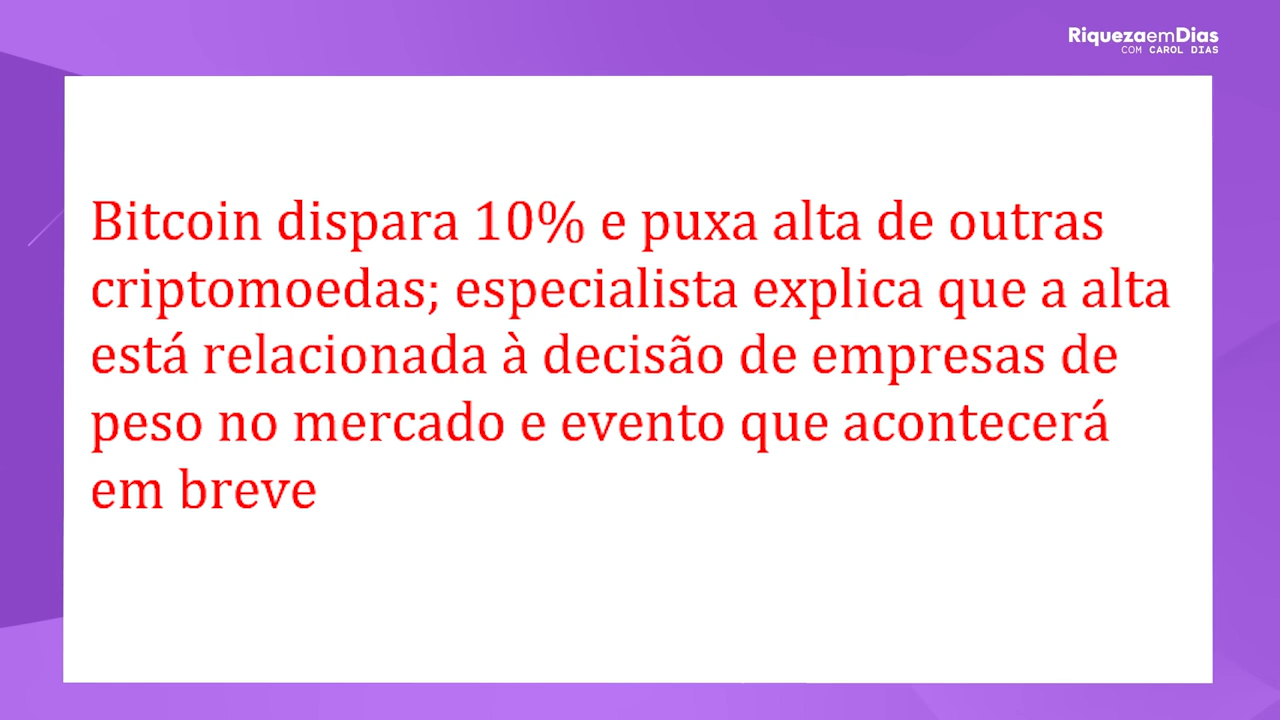 RiquezaemDias
COM CAROL DIAS
Bitcoin dispara 10% e puxa alta de outras
criptomoedas; especialista explica que a alta
está relacionada à decisão de empresas de
peso no mercado e evento que acontecerá
em breve